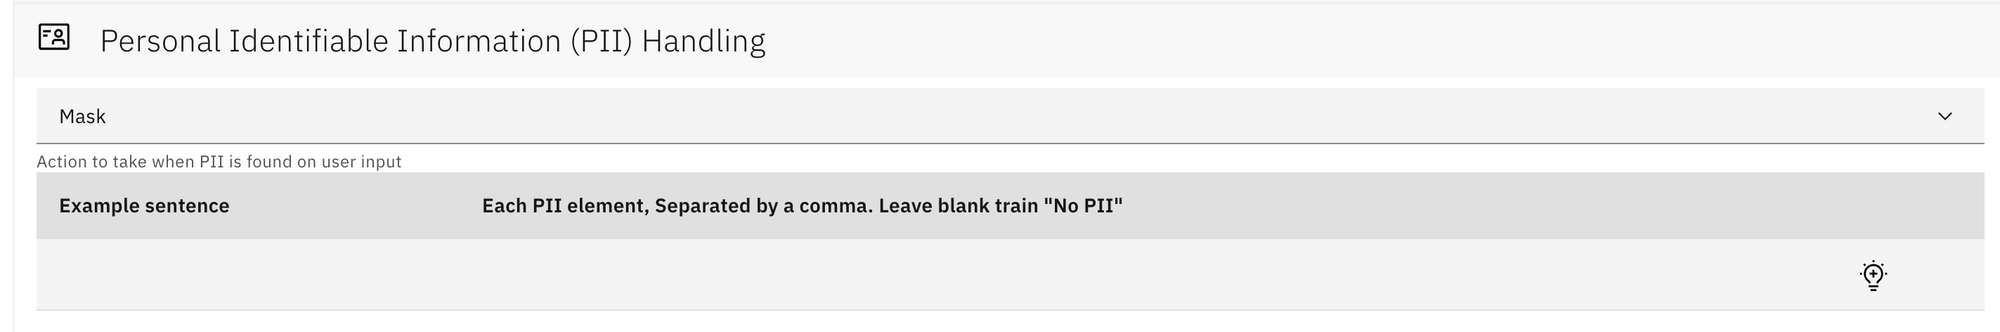 Personal Identifiable Information (PII) Handling
Mask
Action to take when PII is found on user input
Example sentence
Each PII element, Separated by a comma. Leave blank train "No PII"